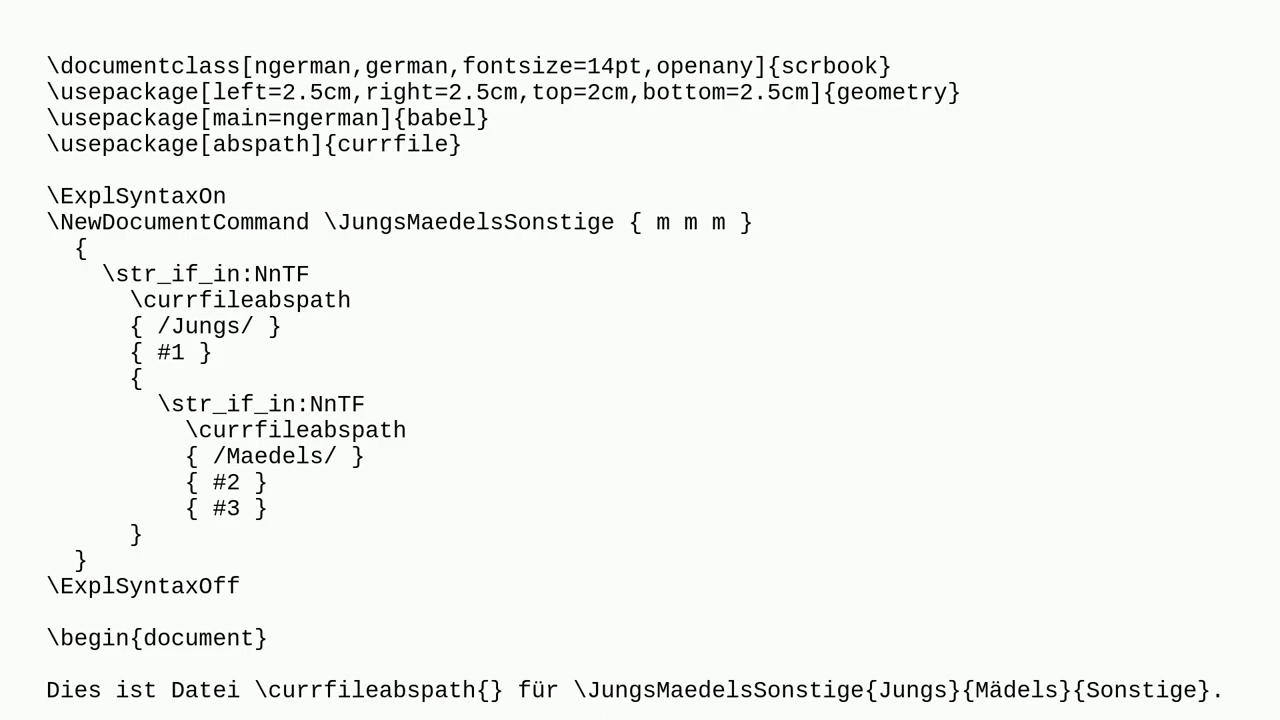 \documentclass[ngerman,german,fontsize=14pt,openany]{scrbook}
\usepackage[left=2.5cm,right=2.5cm,top=2cm,bottom=2.5cm]{geometry}
\usepackage[main=ngerman]{babel}
\usepackage[abspath]{currfile}

\ExplSyntaxOn
\NewDocumentCommand \JungsMaedelsSonstige { m m m }
  {
    \str_if_in:NnTF
      \currfileabspath
      { /Jungs/ }
      { #1 }
      {
        \str_if_in:NnTF
          \currfileabspath
          { /Maedels/ }
          { #2 }
          { #3 }
      }
  }
\ExplSyntaxOff

\begin{document}

Dies ist Datei \currfileabspath{} für \JungsMaedelsSonstige{Jungs}{Mädels}{Sonstige}.